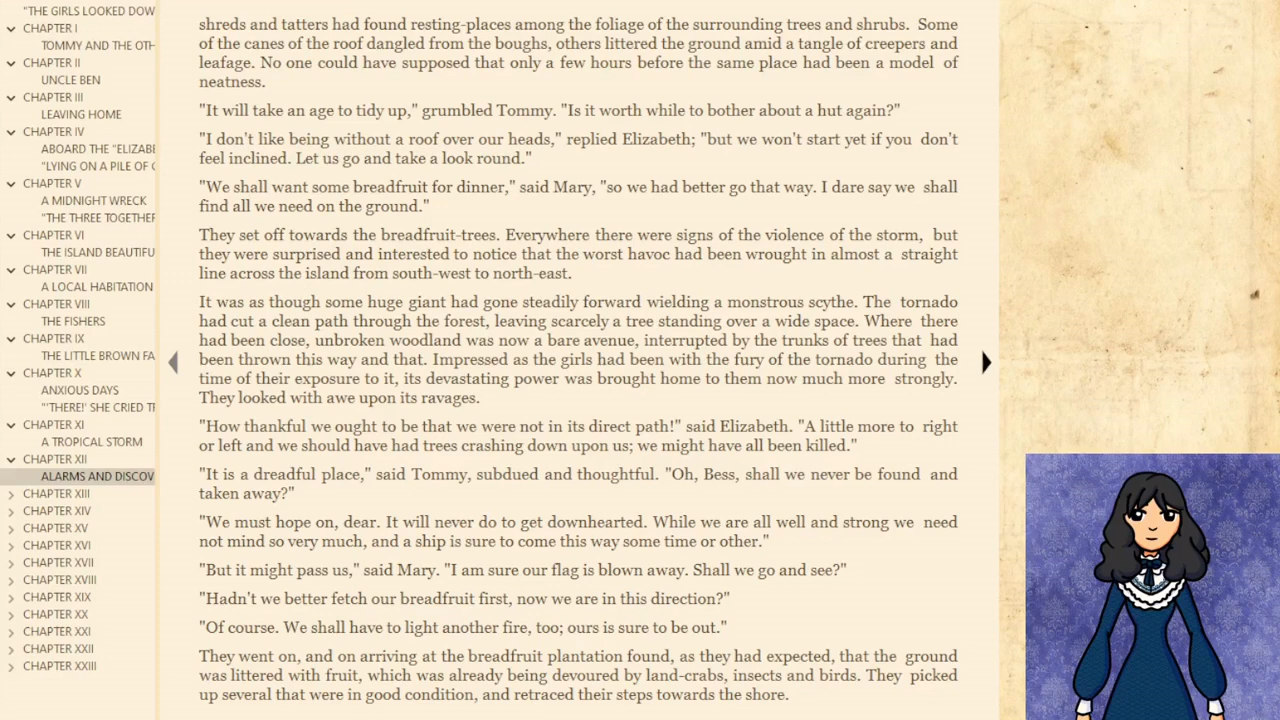 "THE GIRLS LOOKED DOW
CHAPTER I
TOMMY AND THE OTH
CHAPTER II
UNCLE BEN
CHAPTER III
LEAVING HOME
CHAPTER IV
ABOARD THE "ELIZABE
"LYING ON A PILE OF C
CHAPTER V
A MIDNIGHT WRECK
"THE THREE TOGETHER
CHAPTER VI
THE ISLAND BEAUTIFU
CHAPTER VII
A LOCAL HABITATION
CHAPTER VIII
THE FISHERS
CHAPTER IX
THE LITTLE BROWN FA
CHAPTER X
ANXIOUS DAYS
"'THERE!' SHE CRIED TR
CHAPTER XI
A TROPICAL STORM
CHAPTER XII
ALARMS AND DISCOV
CHAPTER XIII
CHAPTER XIV
CHAPTER XV
CHAPTER XVI
CHAPTER XVII
CHAPTER XVIII
CHAPTER XIX
CHAPTER XX
CHAPTER XXI
CHAPTER XXII
CHAPTER XXIII
shreds and tatters had found resting-places among the foliage of the surrounding trees and shrubs. Some
of the canes of the roof dangled from the boughs, others littered the ground amid a tangle of creepers and
leafage. No one could have supposed that only a few hours before the same place had been a model of
neatness.
"It will take an age to tidy up," grumbled Tommy. "Is it worth while to bother about a hut again?"
"I don't like being without a roof over our heads," replied Elizabeth; "but we won't start yet if you don't
feel inclined. Let us go and take a look round."
"We shall want some breadfruit for dinner," said Mary, "so we had better go that way. I dare say we shall
find all we need on the ground."
They set off towards the breadfruit-trees. Everywhere there were signs of the violence of the storm, but
they were surprised and interested to notice that the worst havoc had been wrought in almost a straight
line across the island from south-west to north-east.
It was as though some huge giant had gone steadily forward wielding a monstrous scythe. The tornado
had cut a clean path through the forest, leaving scarcely a tree standing over a wide space. Where there
had been close, unbroken woodland was now a bare avenue, interrupted by the trunks of trees that had
been thrown this way and that. Impressed as the girls had been with the fury of the tornado during the
time of their exposure to it, its devastating power was brought home to them now much more strongly.
They looked with awe upon its ravages.
"How thankful we ought to be that we were not in its direct path!" said Elizabeth. "A little more to right
or left and we should have had trees crashing down upon us; we might have all been killed."
"It is a dreadful place," said Tommy, subdued and thoughtful. "Oh, Bess, shall we never be found and
taken away?"
"We must hope on, dear. It will never do to get downhearted. While we are all well and strong we need
not mind so very much, and a ship is sure to come this way some time or other."
"But it might pass us," said Mary. "I am sure our flag is blown away. Shall we go and see?"
"Hadn't we better fetch our breadfruit first, now we are in this direction?"
"Of course. We shall have to light another fire, too; ours is sure to be out."
They went on, and on arriving at the breadfruit plantation found, as they had expected, that the ground
was littered with fruit, which was already being devoured by land-crabs, insects and birds. They picked
up several that were in good condition, and retraced their steps towards the shore.